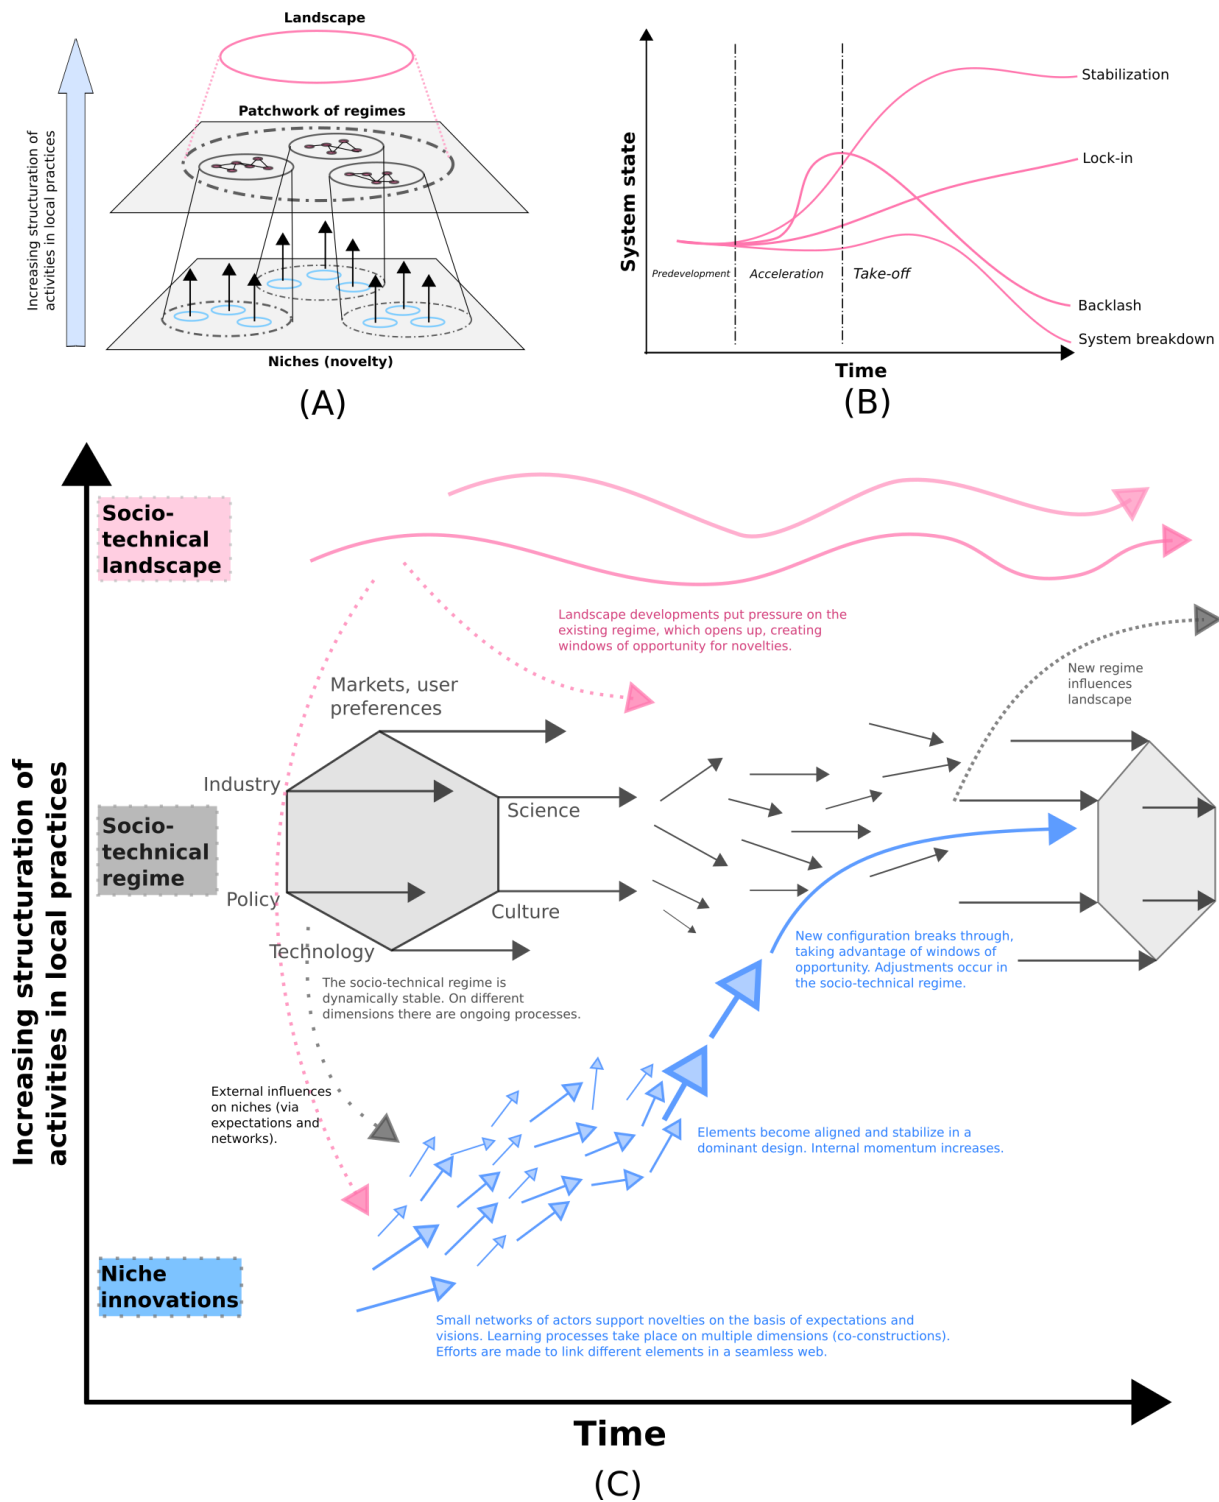 Landscape
Increasing structuration of
activities in local practices
Patchwork of regimes
Niches (novelty)
(A)
System state
Stabilization
Lock-in
Predevelopment
Acceleration
Take-off
Backlash
System breakdown
Time
(B)
Increasing structuration of
activities in local practices
Socio-
technical
landscape
Landscape developments put pressure on the
existing regime, which opens up, creating
windows of opportunity for novelties.
New regime
influences
landscape
Markets, user
preferences
Industry
Science
Socio-
technical
regime
Policy
Culture
Technology
The socio-technical regime is
dynamically stable. On different
dimensions there are ongoing processes.
New configuration breaks through,
taking advantage of windows of
opportunity. Adjustments occur in
the socio-technical regime.
External influences
on niches (via
expectations and
networks).
Elements become aligned and stabilize in a
dominant design. Internal momentum increases.
Niche
innovations
Small networks of actors support novelties on the basis of expectations and
visions. Learning processes take place on multiple dimensions (co-constructions).
Efforts are made to link different elements in a seamless web.
Time
(C)